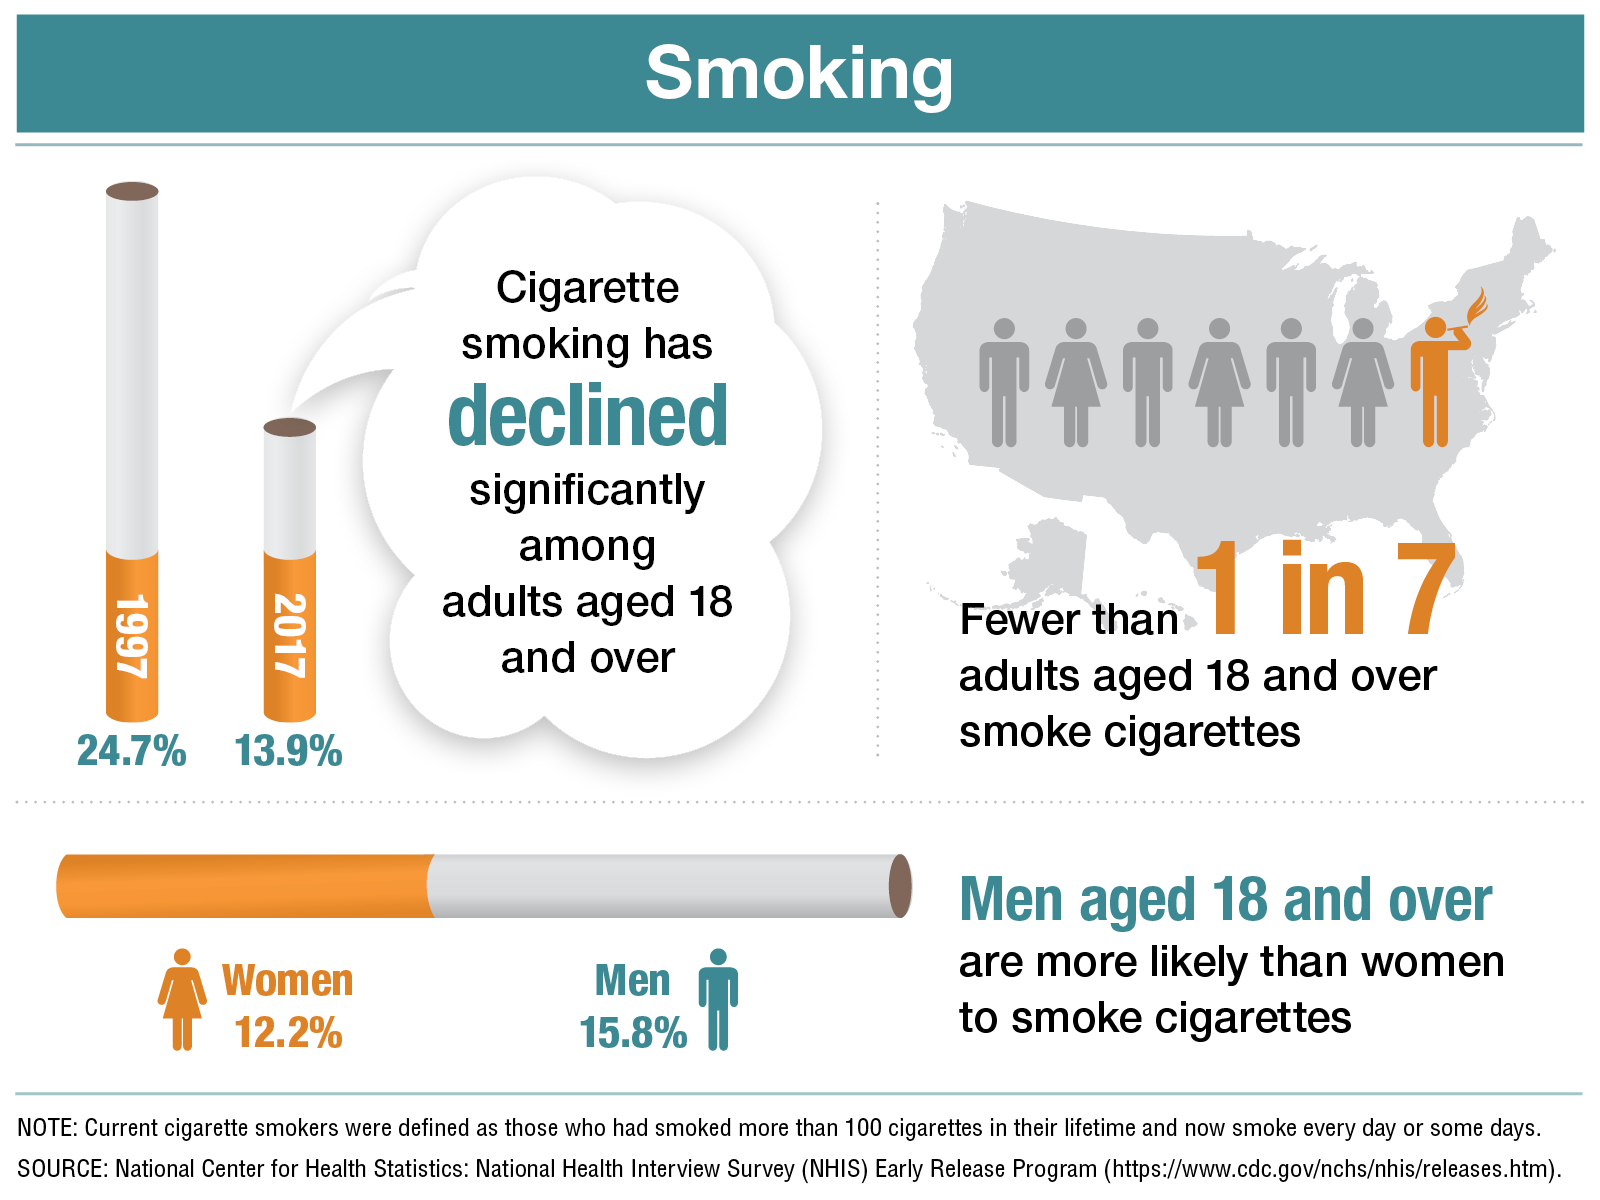 Smoking
1997
24.7%
2017
13.9%
Cigarette
smoking has
declined
significantly
among
adults aged 18
and over
Fewer than 1 in 7
adults aged 18 and over
smoke cigarettes
Women
12.2%
Men
15.8%
Men aged 18 and over
are more likely than women
to smoke cigarettes
NOTE: Current cigarette smokers were defined as those who had smoked more than 100 cigarettes in their lifetime and now smoke every day or some days.
SOURCE: National Center for Health Statistics: National Health Interview Survey (NHIS) Early Release Program (https://www.cdc.gov/nchs/nhis/releases.htm).